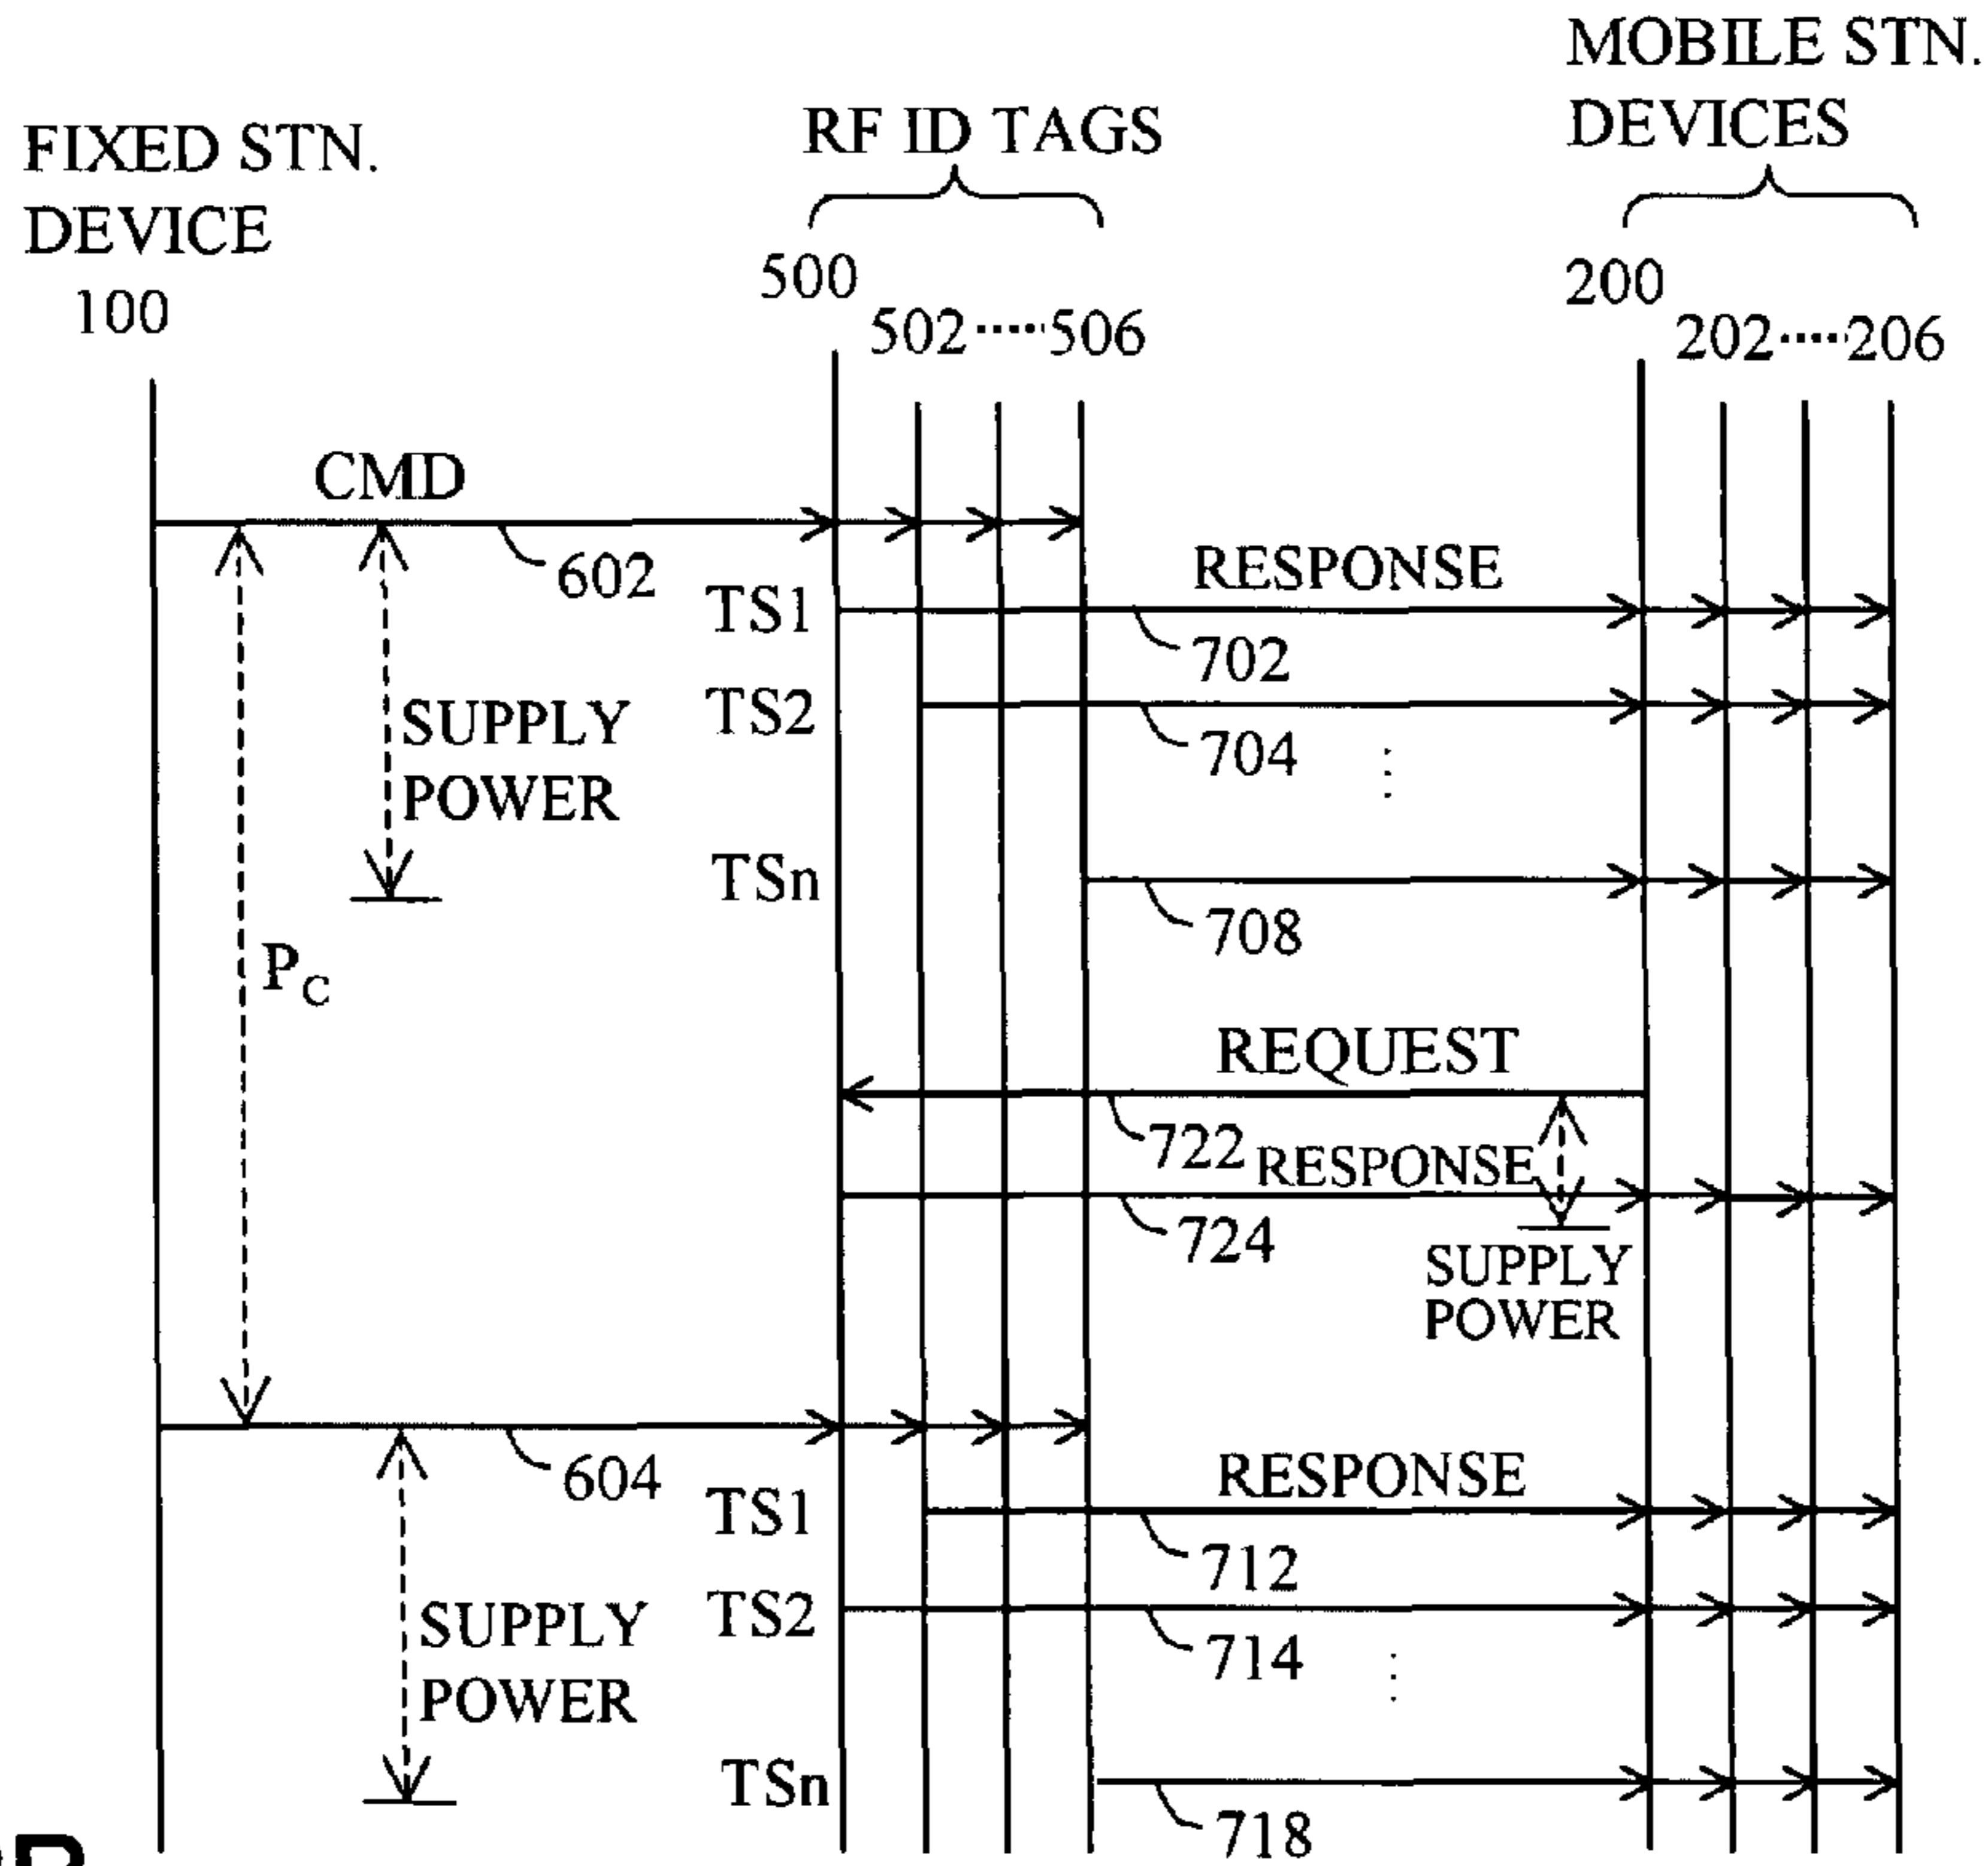 MOBILE STN.
DEVICES
RF ID TAGS
FIXED STN.
DEVICE
100
500
502 ····· 506
200
202 ····· 206
CMD
602
TS1
RESPONSE
702
TS2
SUPPLY
POWER
704
TSn
708
PC
REQUEST
722
RESPONSE
724
SUPPLY
POWER
604
TS1
RESPONSE
712
TS2
SUPPLY
POWER
714
TSn
718